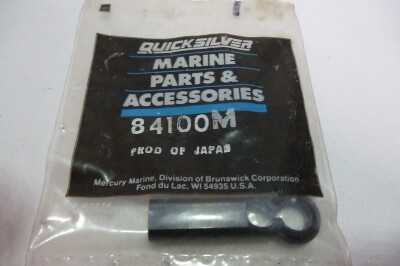 QUICKSILVER
MARINE
PARTS &
ACCESSORIES
84100M
PROD OF JAPAN
Mercury Marine, Division of Brunswick Corporation
Fond du Lac, WI 54935 U.S.A.